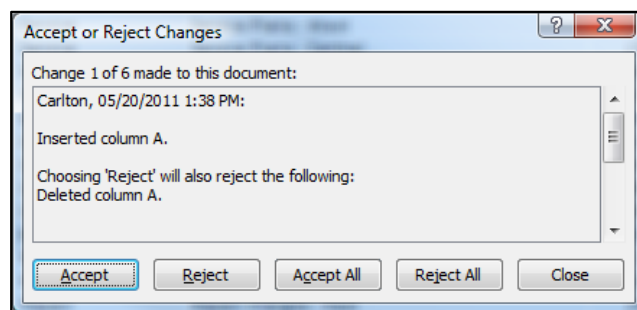 Accept or Reject Changes
Change 1 of 6 made to this document:
Carlton, 05/20/2011 1:38 PM:
Inserted column A.
Choosing 'Reject' will also reject the following:
Deleted column A.
Accept Reject Accept All Reject All Close